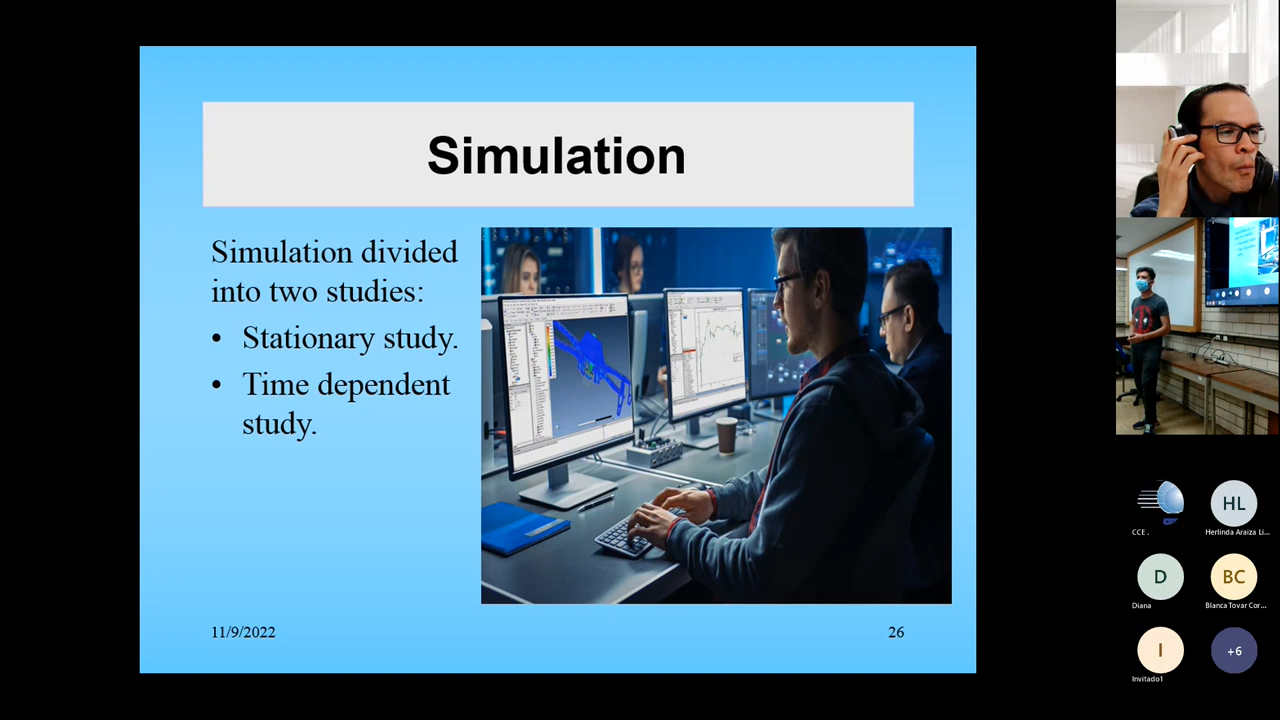 Simulation
Simulation divided
into two studies:
• Stationary study.
• Time dependent
study.
11/9/2022
26
CCE .
HL
Herlinda Araiza Li...
D
Diana
BC
Blanca Tovar Cor...
I
Invitado1
+6